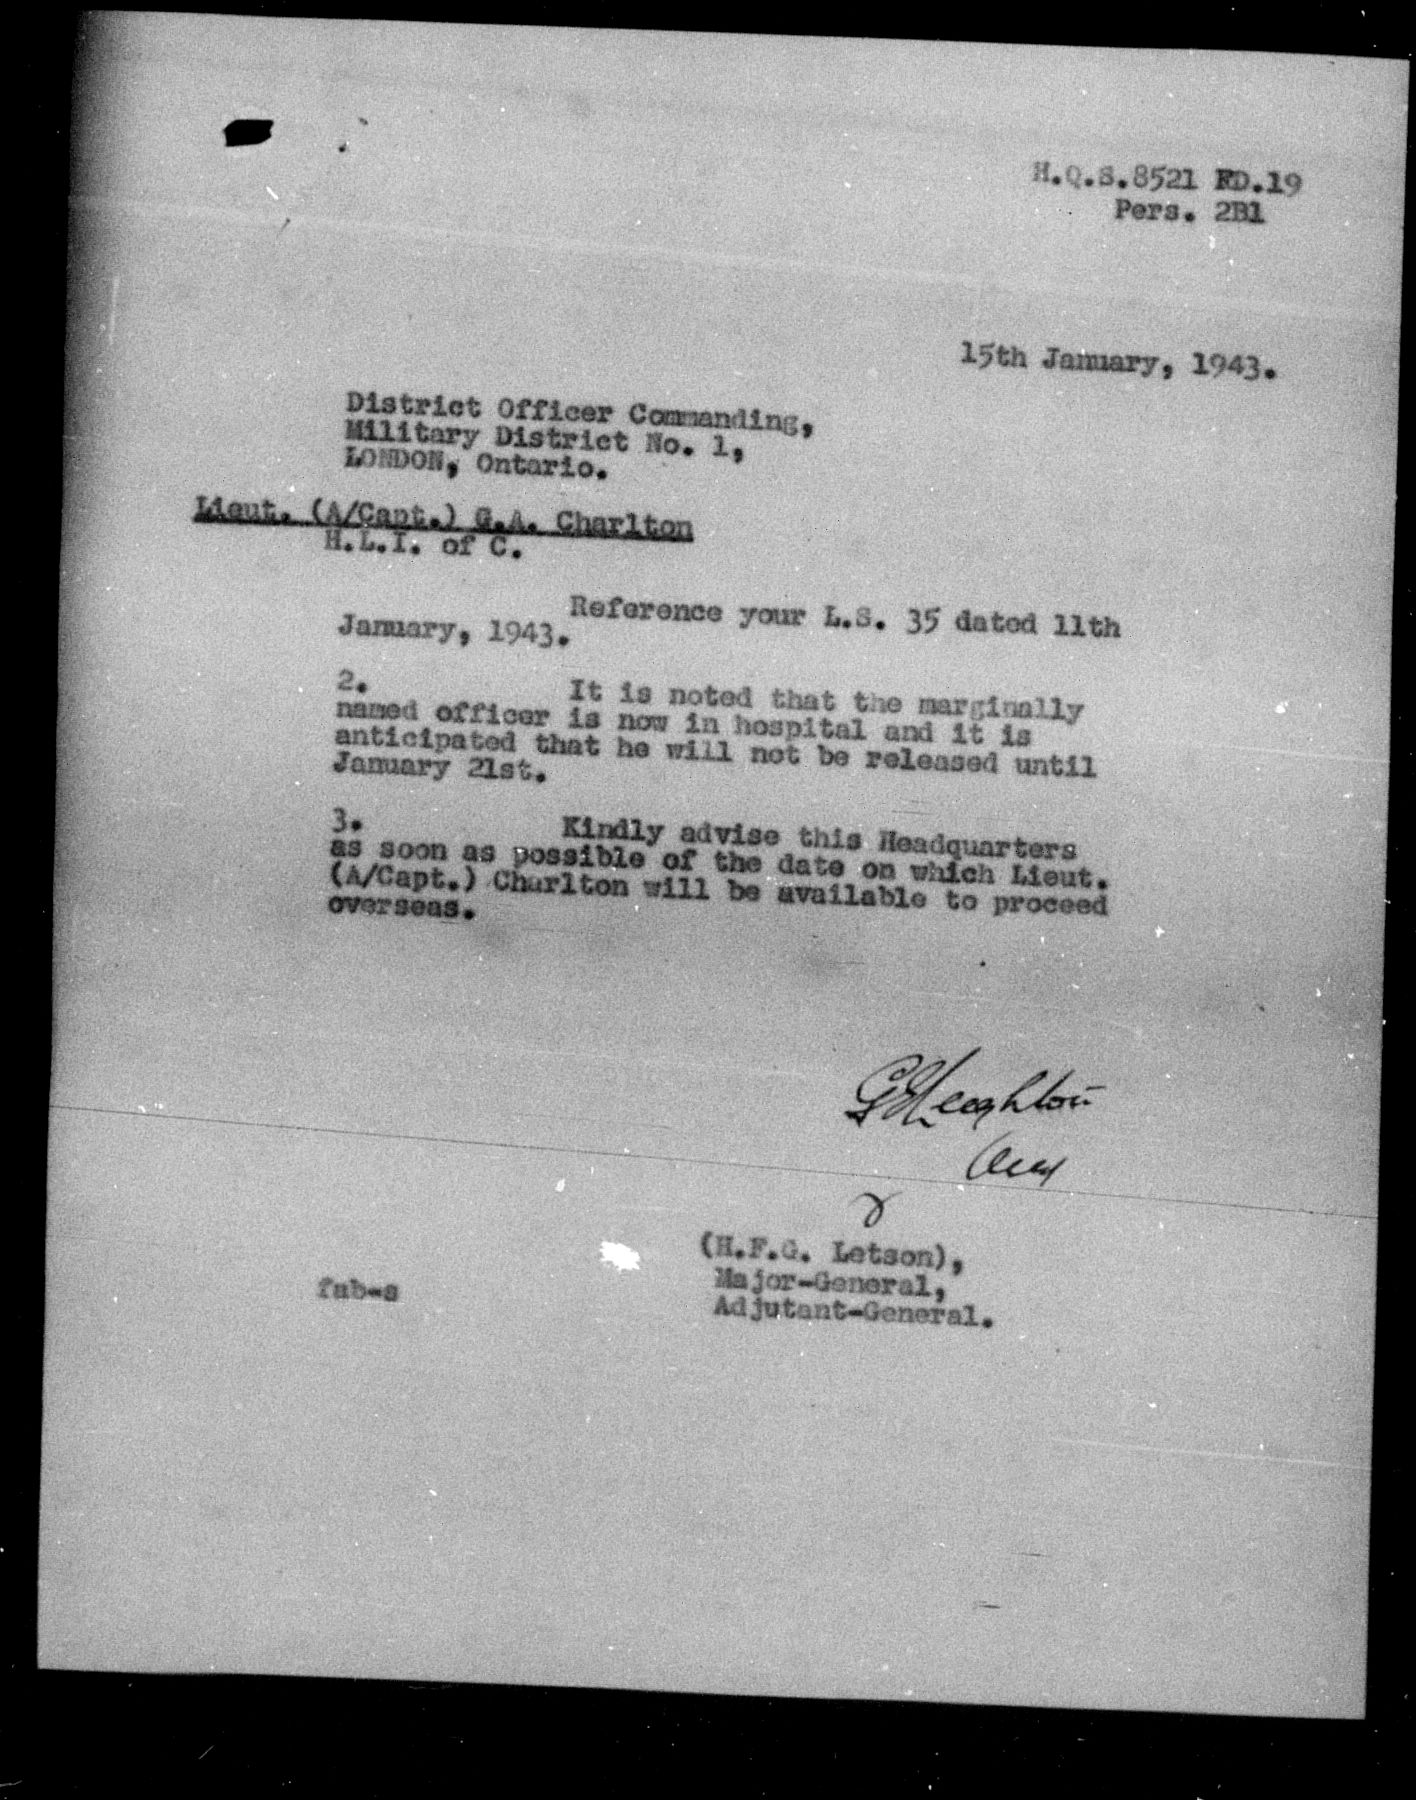 H.Q.S.8521 FD.19
Pers. 2B1
15th January, 1943.
District Officer Commanding,
Military District No. 1,
LONDON, Ontario.
Lieut. (A/Capt.) G.A. Charlton
H.L.I. of C.
Reference your L.S. 35 dated 11th
January, 1943.
2. It is noted that the marginally
named officer is now in hospital and it is
anticipated that he will not be released until
January 21st.
3. Kindly advise this Headquarters
as soon as possible of the date on which Lieut.
(A/Capt.) Charlton will be available to proceed
overseas.
(H.F.G. Letson),
Major-General,
Adjutant-General.
fab-s